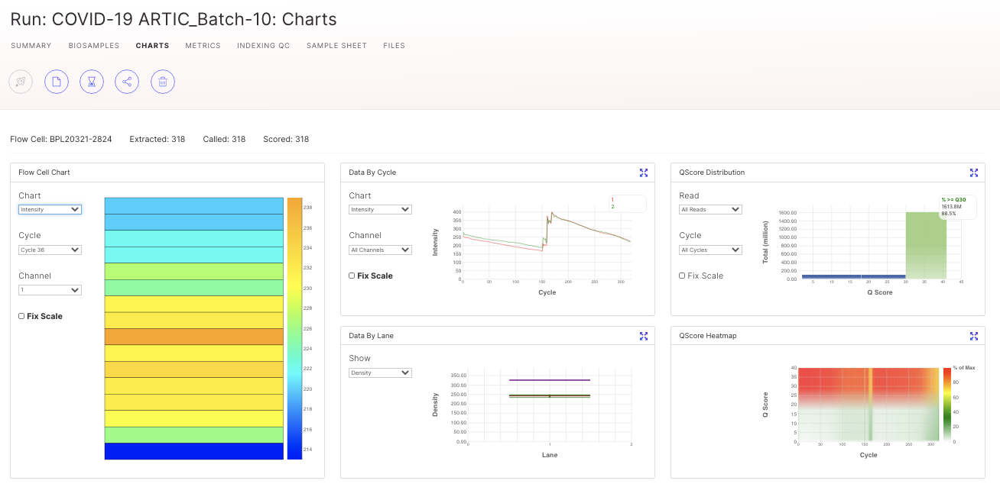 Run: COVID-19 ARTIC_Batch-10: Charts
SUMMARY BIOSAMPLES CHARTS METRICS INDEXING QC SAMPLE SHEET FILES
Flow Cell: BPL20321-2824 Extracted: 318 Called: 318 Scored: 318
Flow Cell Chart
Chart
Intensity
Cycle
Cycle 36
Channel
1
Fix Scale
238
236
234
232
230
228
226
224
222
220
218
216
214
Data By Cycle
Chart
Intensity
Channel
All Channels
Fix Scale
1
2
Intensity
400
350
300
250
200
150
100
50
0
0 50 100 150 200 250 300
Cycle
QScore Distribution
Read
All Reads
Cycle
All Cycles
Fix Scale
% >= Q30
1613.8M
88.5%
Total (million)
1600.00
1400.00
1200.00
1000.00
800.00
600.00
400.00
200.00
0.00
5 10 15 20 25 30 35 40 45
Q Score
Data By Lane
Show
Density
Density
350.00
300.00
250.00
200.00
150.00
100.00
50.00
0.00
0 1 2
Lane
QScore Heatmap
Q Score
40
35
30
25
20
15
10
5
0
0 50 100 150 200 250 300
Cycle
% of Max
80
60
40
20
0